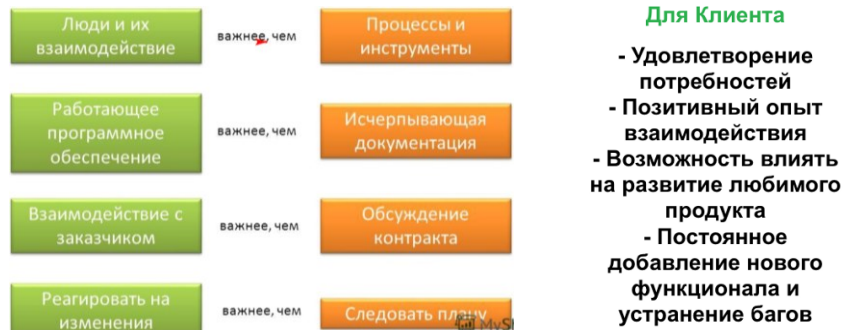 Люди и их
взаимодействие
важнее, чем
Процессы и
инструменты
Работающее
программное
обеспечение
важнее, чем
Исчерпывающая
документация
Взаимодействие с
заказчиком
важнее, чем
Обсуждение
контракта
Реагировать на
изменения
важнее, чем
Следовать плану
Для Клиента
- Удовлетворение
потребностей
- Позитивный опыт
взаимодействия
- Возможность влиять
на развитие любимого
продукта
- Постоянное
добавление нового
функционала и
устранение багов